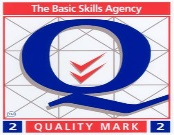 The Basic Skills Agency
Q
2 QUALITY MARK 2